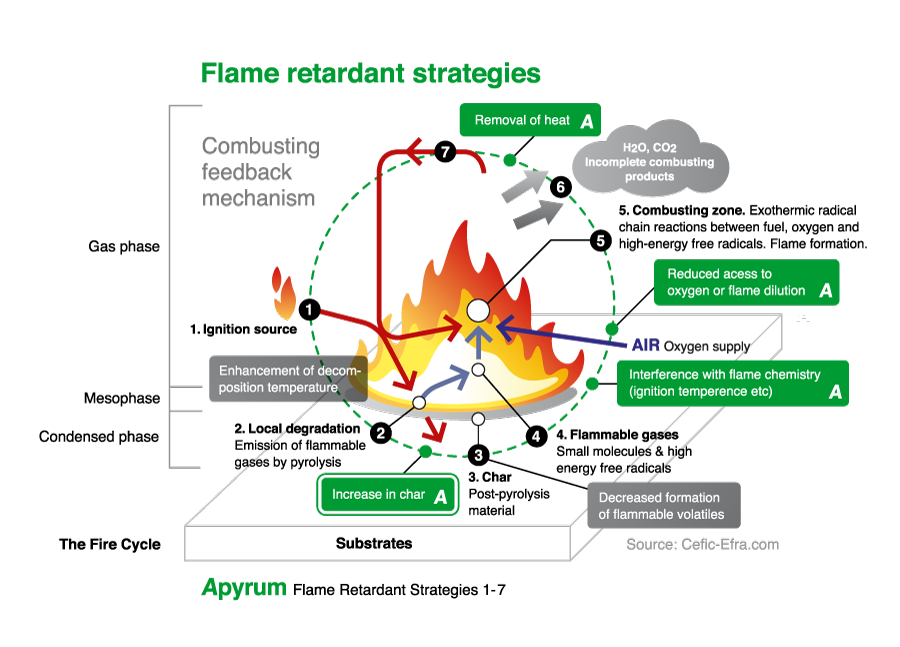 Flame retardant strategies
Combusting
feedback
mechanism
Removal of heat A
7
H2O, CO2
Incomplete combusting
products
6
5. Combusting zone. Exothermic radical
chain reactions between fuel, oxygen and
high-energy free radicals. Flame formation.
5
Gas phase
Reduced acess to
oxygen or flame dilution A
1
1. Ignition source
AIR Oxygen supply
Enhancement of decom-
position temperature
Interference with flame chemistry
(ignition temperence etc) A
Mesophase
Condensed phase
2. Local degradation
Emission of flammable
gases by pyrolysis
2
4
4. Flammable gases
Small molecules & high
energy free radicals
3
3. Char
Post-pyrolysis
material
Increase in char A
Decreased formation
of flammable volatiles
The Fire Cycle
Substrates
Source: Cefic-Efra.com
Apyrum Flame Retardant Strategies 1-7